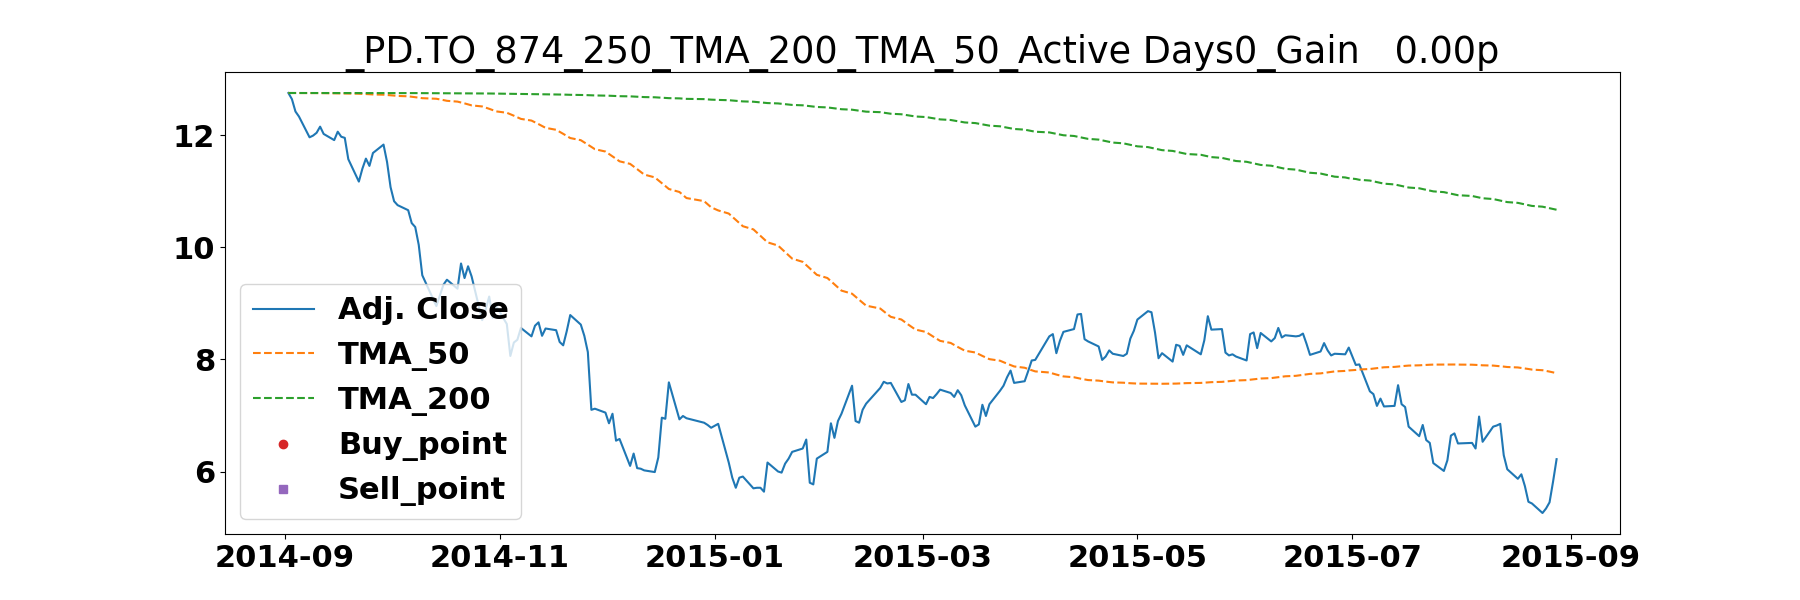 _PD.TO_874_250_TMA_200_TMA_50_Active Days0_Gain   0.00p
12
10
8
6
Adj. Close
TMA_50
TMA_200
Buy_point
Sell_point
2014-09 2014-11 2015-01 2015-03 2015-05 2015-07 2015-09